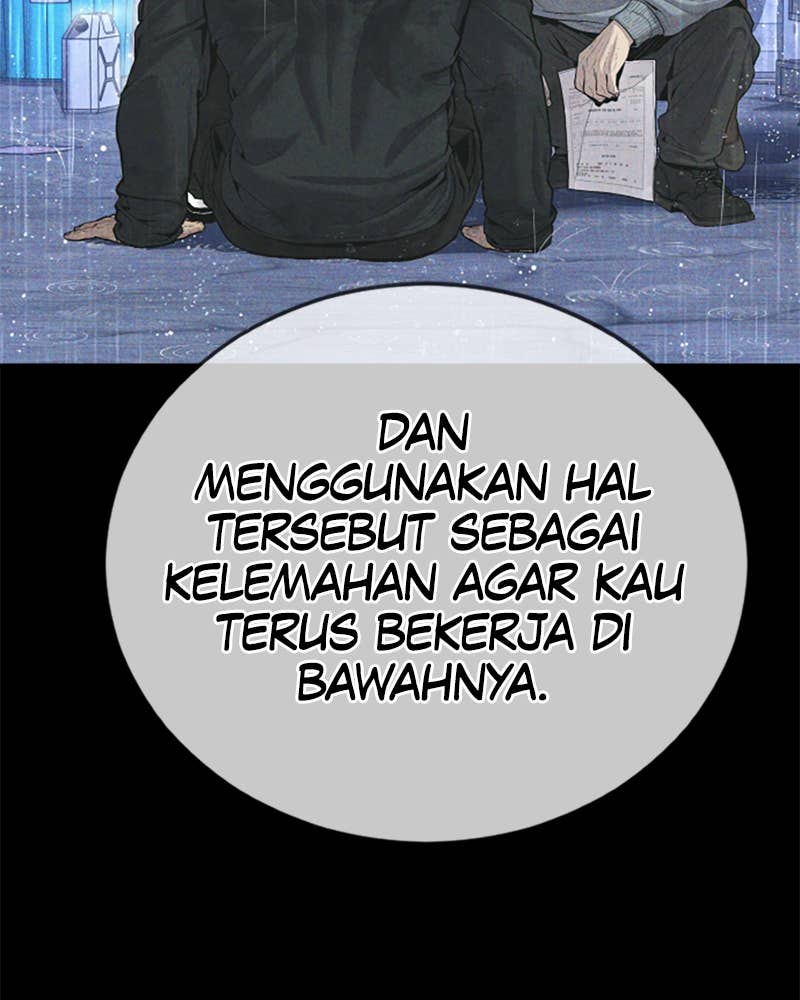 DAN
MENGGUNAKAN HAL
TERSEBUT SEBAGAI
KELEMAHAN AGAR KAU
TERUS BEKERJA DI
BAWAHNYA.